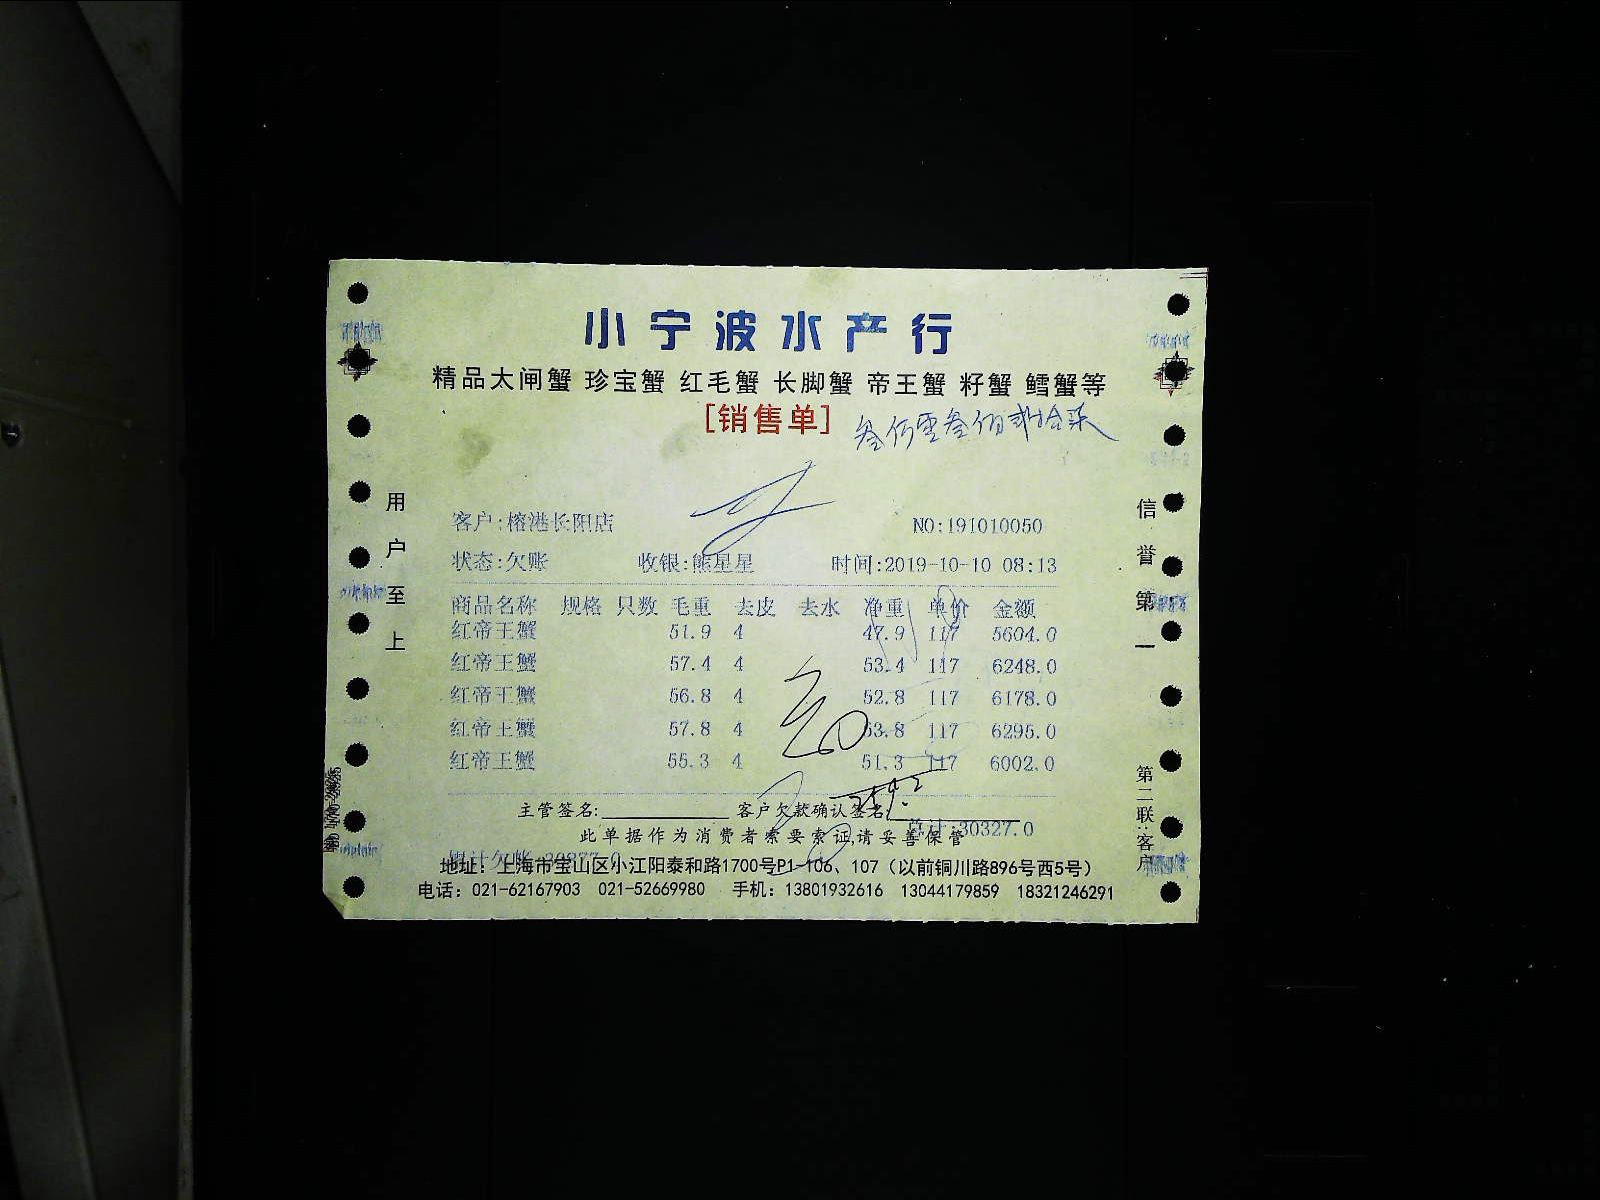 小宁波水产行
精品太闸蟹 珍宝蟹 红毛蟹 长脚蟹 帝王蟹 籽蟹 鳕蟹等
[销售单]
客户:榕港长阳店 NO:191010050
状态:欠账 收银:熊星星 时间:2019-10-10 08:13
商品名称 规格 只数 毛重 去皮 去水 净重 单价 金额
红帝王蟹 51.9 4 47.9 117 5604.0
红帝王蟹 57.4 4 53.4 117 6248.0
红帝王蟹 56.8 4 52.8 117 6178.0
红帝王蟹 57.8 4 53.8 117 6295.0
红帝王蟹 55.3 4 51.3 117 6002.0
主管签名: 客户欠款确认签名:
总计:30327.0
此单据作为消费者索要索证,请妥善保管
地址：上海市宝山区小江阳泰和路1700号P1-106、107（以前铜川路896号西5号）
电话：021-62167903 021-52669980 手机：13801932616 13044179859 18321246291
用户至上
信誉第一
第二联:客户